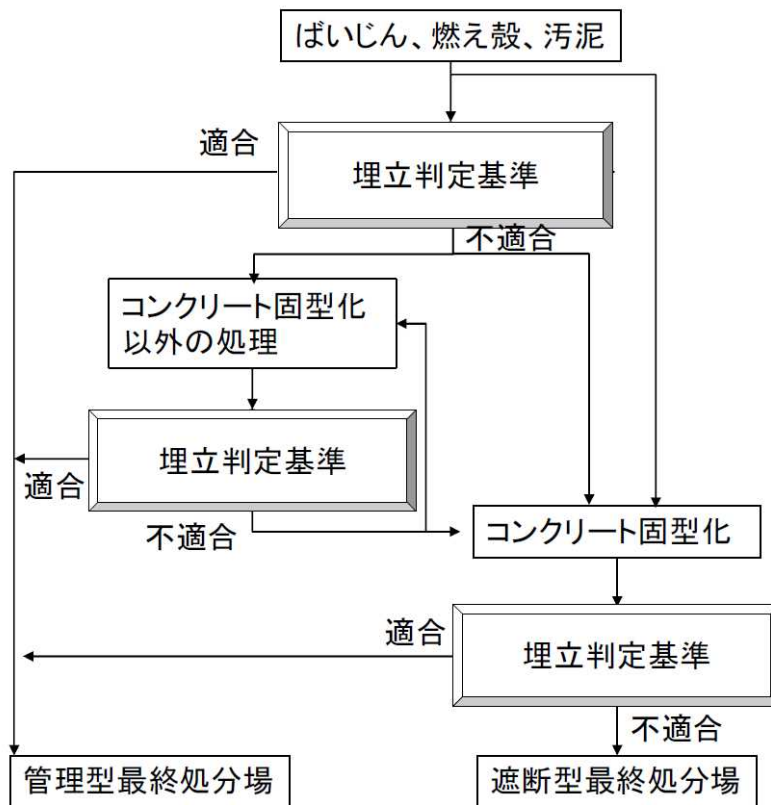 ばいじん、燃え殻、汚泥
適合
埋立判定基準
不適合
コンクリート固型化
以外の処理
埋立判定基準
適合
不適合
コンクリート固型化
適合
埋立判定基準
不適合
管理型最終処分場
遮断型最終処分場